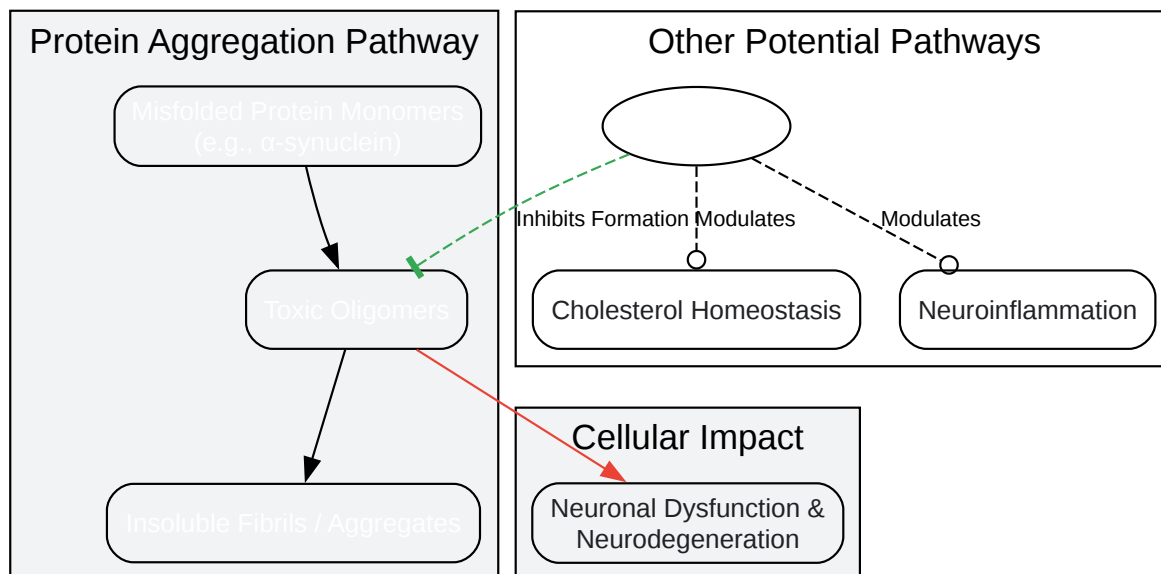 Protein Aggregation Pathway
Misfolded Protein Monomers
(e.g., α-synuclein)
Toxic Oligomers
Insoluble Fibrils / Aggregates
Other Potential Pathways
Inhibits Formation
Modulates
Modulates
Cholesterol Homeostasis
Neuroinflammation
Cellular Impact
Neuronal Dysfunction &
Neurodegeneration